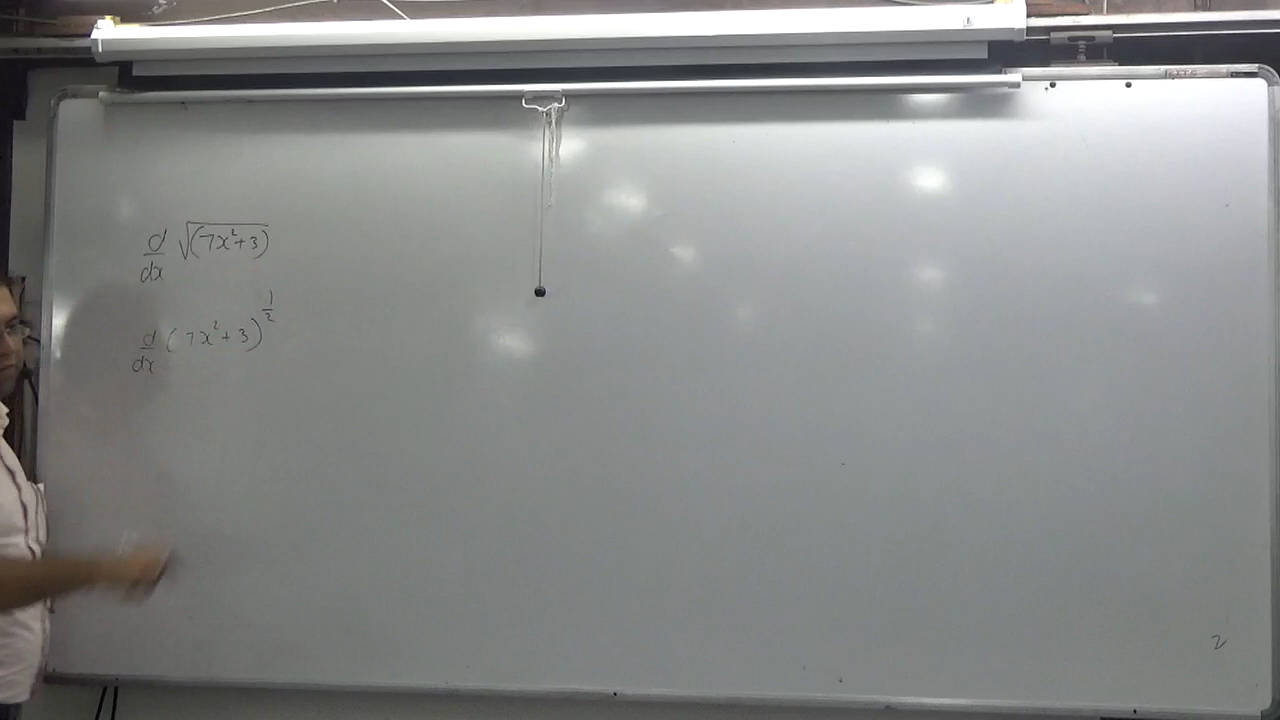 d/dx √(7x²+3)
d/dx (7x²+3)^1/2
2